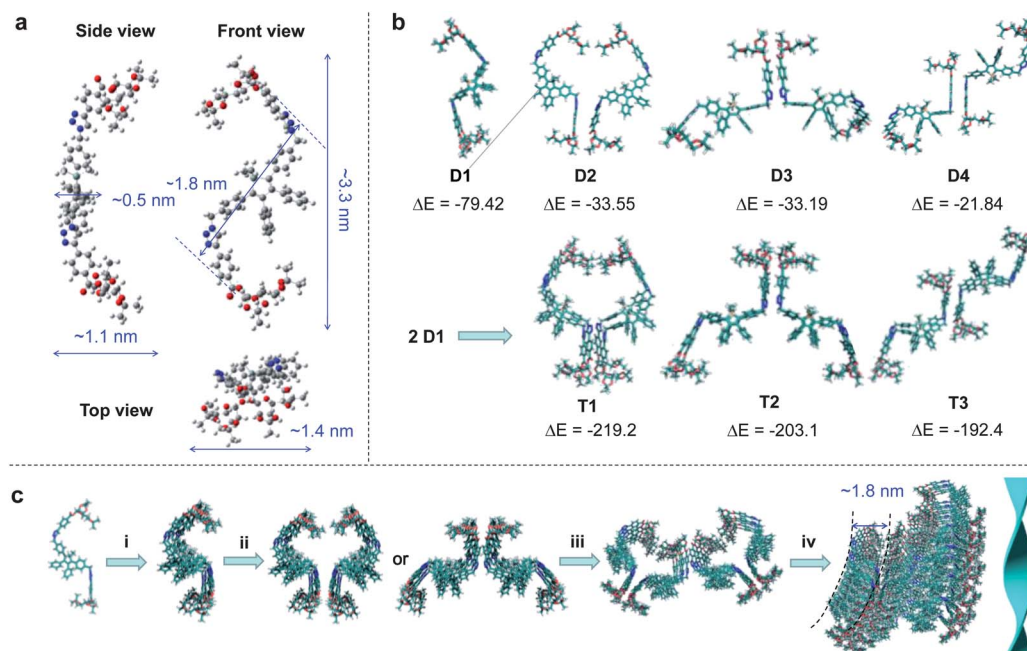 a
Side view Front view
~0.5 nm
~1.8 nm
~3.3 nm
~1.1 nm
Top view
~1.4 nm
b
D1 D2 D3 D4
ΔE = -79.42 ΔE = -33.55 ΔE = -33.19 ΔE = -21.84
2 D1
T1 T2 T3
ΔE = -219.2 ΔE = -203.1 ΔE = -192.4
c
i ii or iii iv
~1.8 nm